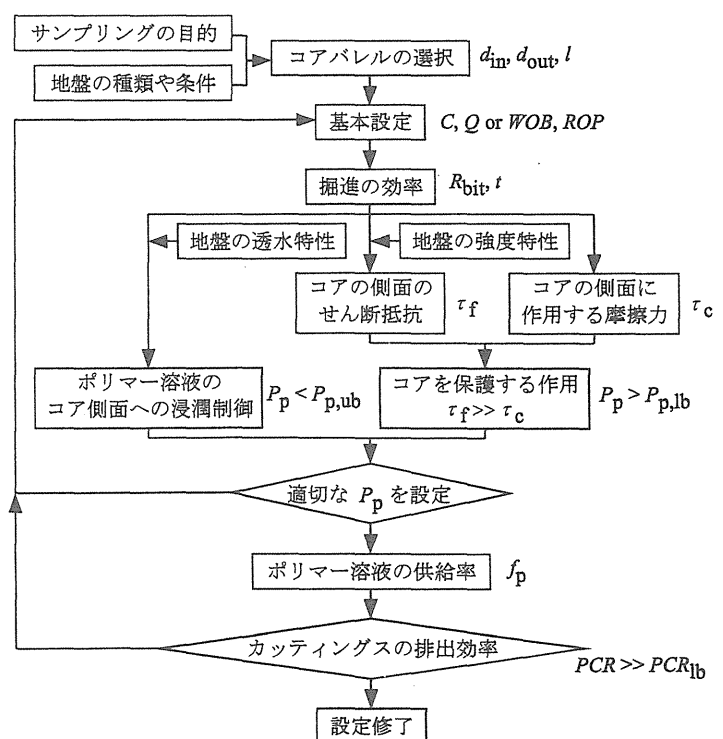 サンプリングの目的
地盤の種類や条件
コアバレルの選択 d_in, d_out, l
基本設定 C, Q or WOB, ROP
掘進の効率 R_bit, t
地盤の透水特性
地盤の強度特性
コアの側面の
せん断抵抗 τ_f
コアの側面に
作用する摩擦力 τ_c
ポリマー溶液の
コア側面への浸潤制御 P_p < P_p,ub
コアを保護する作用
τ_f >> τ_c P_p > P_p,lb
適切な P_p を設定
ポリマー溶液の供給率 f_p
カッティングスの排出効率
PCR >> PCR_lb
設定修了